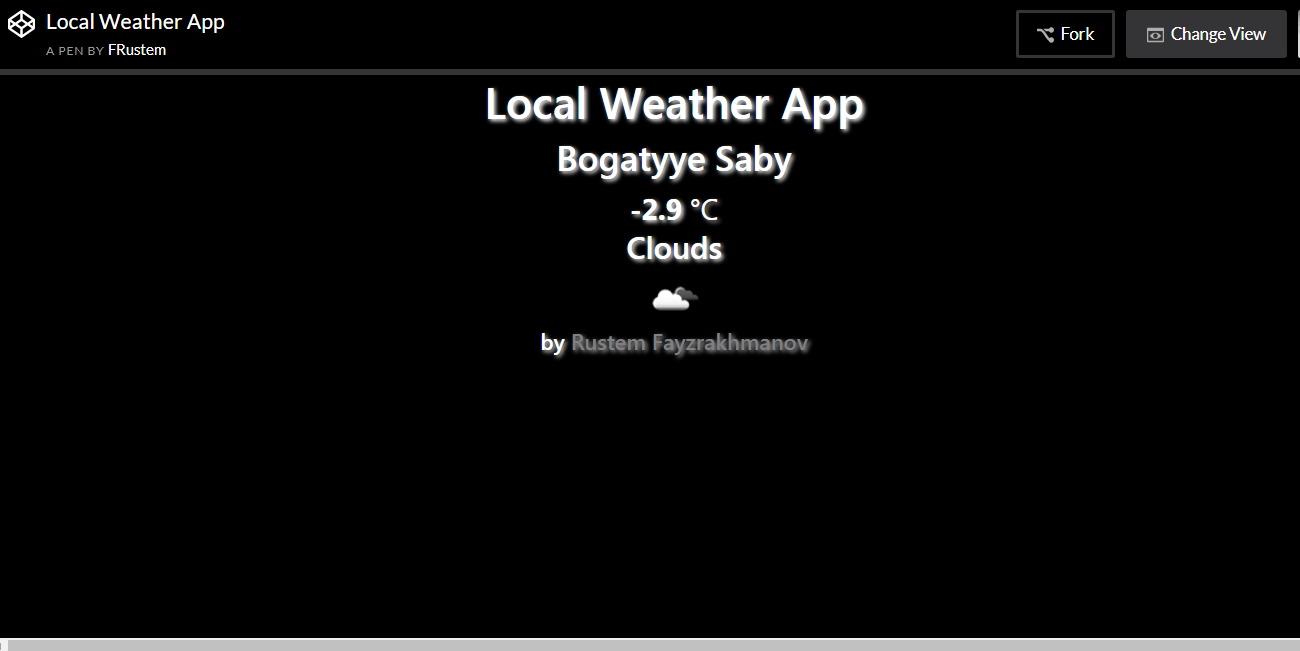 Local Weather App
A PEN BY FRustem
Fork
Change View
Local Weather App
Bogatyye Saby
-2.9 °C
Clouds
by Rustem Fayzrakhmanov